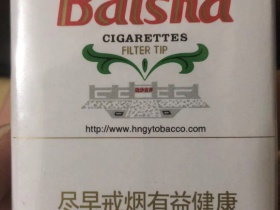 Baisha
CIGARETTES
FILTER TIP
http://www.hngytobacco.com
尽早戒烟有益健康